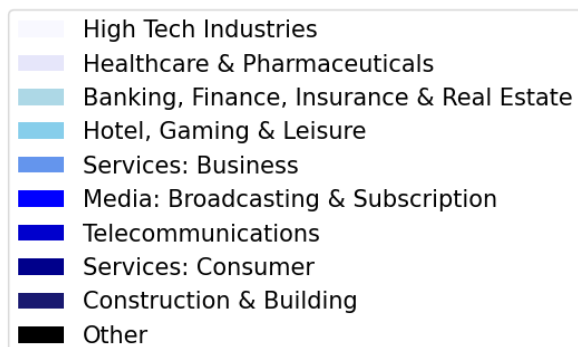 High Tech Industries
Healthcare & Pharmaceuticals
Banking, Finance, Insurance & Real Estate
Hotel, Gaming & Leisure
Services: Business
Media: Broadcasting & Subscription
Telecommunications
Services: Consumer
Construction & Building
Other